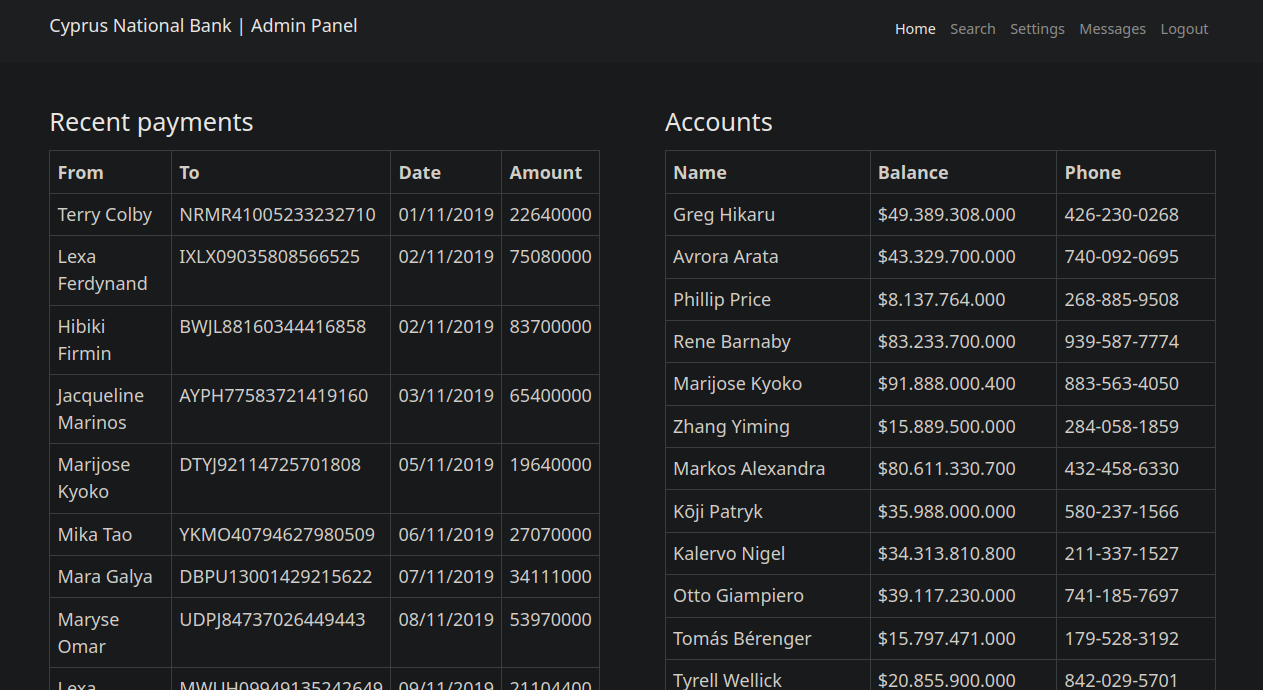 Cyprus National Bank | Admin Panel
Home Search Settings Messages Logout
Recent payments
From To Date Amount
Terry Colby NRMR41005233232710 01/11/2019 22640000
Lexa Ferdynand IXLX09035808566525 02/11/2019 75080000
Hibiki Firmin BWJL88160344416858 02/11/2019 83700000
Jacqueline Marinos AYPH77583721419160 03/11/2019 65400000
Marijose Kyoko DTYJ92114725701808 05/11/2019 19640000
Mika Tao YKMO40794627980509 06/11/2019 27070000
Mara Galya DBPU13001429215622 07/11/2019 34111000
Maryse Omar UDPJ84737026449443 08/11/2019 53970000
Lexa MWUH09949135242649 09/11/2019 21104400
Accounts
Name Balance Phone
Greg Hikaru $49.389.308.000 426-230-0268
Avrora Arata $43.329.700.000 740-092-0695
Phillip Price $8.137.764.000 268-885-9508
Rene Barnaby $83.233.700.000 939-587-7774
Marijose Kyoko $91.888.000.400 883-563-4050
Zhang Yiming $15.889.500.000 284-058-1859
Markos Alexandra $80.611.330.700 432-458-6330
Kōji Patryk $35.988.000.000 580-237-1566
Kalervo Nigel $34.313.810.800 211-337-1527
Otto Giampiero $39.117.230.000 741-185-7697
Tomás Bérenger $15.797.471.000 179-528-3192
Tyrell Wellick $20.855.900.000 842-029-5701